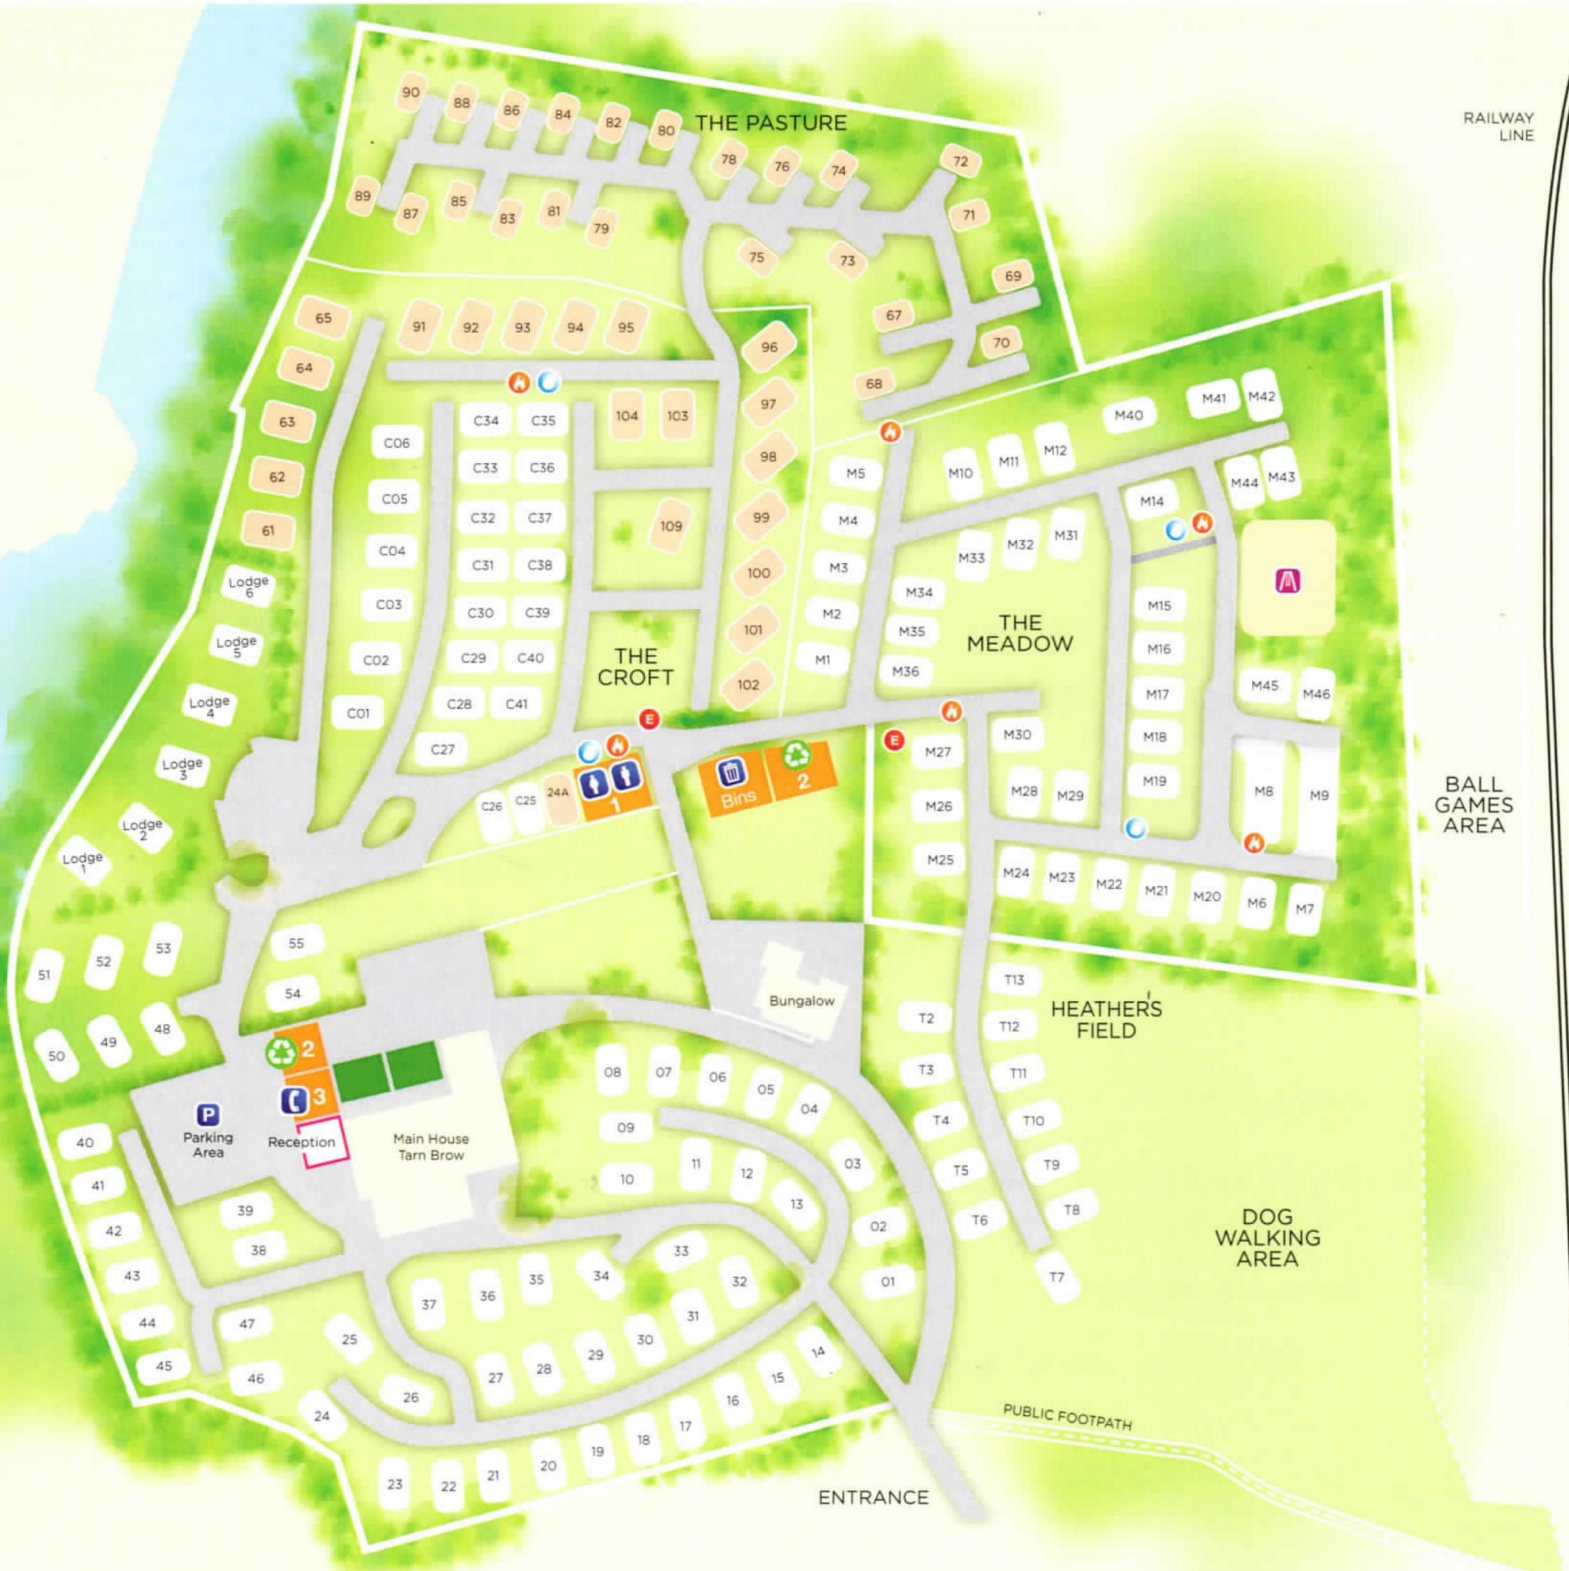 RAILWAY
LINE
THE PASTURE
90
88
86
84
82
80
78
76
74
72
89
87
85
83
81
79
75
73
71
69
67
70
68
65
64
63
62
61
91
92
93
94
95
96
97
98
99
100
101
102
104
103
109
C06
C05
C04
C03
C02
C01
C34
C35
C33
C36
C32
C37
C31
C38
C30
C39
C29
C40
C28
C41
C27
C26
C25
24A
THE
CROFT
E
1
Bins
2
Lodge
6
Lodge
5
Lodge
4
Lodge
3
Lodge
2
Lodge
1
M5
M4
M3
M2
M1
M10
M11
M12
M40
M41
M42
M44
M43
M14
M33
M32
M31
M34
M35
M36
THE
MEADOW
M15
M16
M17
M18
M19
M45
M46
M8
M9
E
M27
M26
M25
M30
M28
M29
M24
M23
M22
M21
M20
M6
M7
BALL
GAMES
AREA
51
52
53
50
49
48
55
54
2
3
P
Parking
Area
Reception
Main House
Tarn Brow
Bungalow
T13
T12
T11
T10
T9
T8
T7
T2
T3
T4
T5
T6
HEATHER'S
FIELD
DOG
WALKING
AREA
08
07
06
05
04
09
10
11
12
13
03
02
01
40
41
42
43
44
45
39
38
47
46
37
36
35
34
33
32
31
30
29
28
27
25
26
24
23
22
21
20
19
18
17
16
15
14
PUBLIC FOOTPATH
ENTRANCE